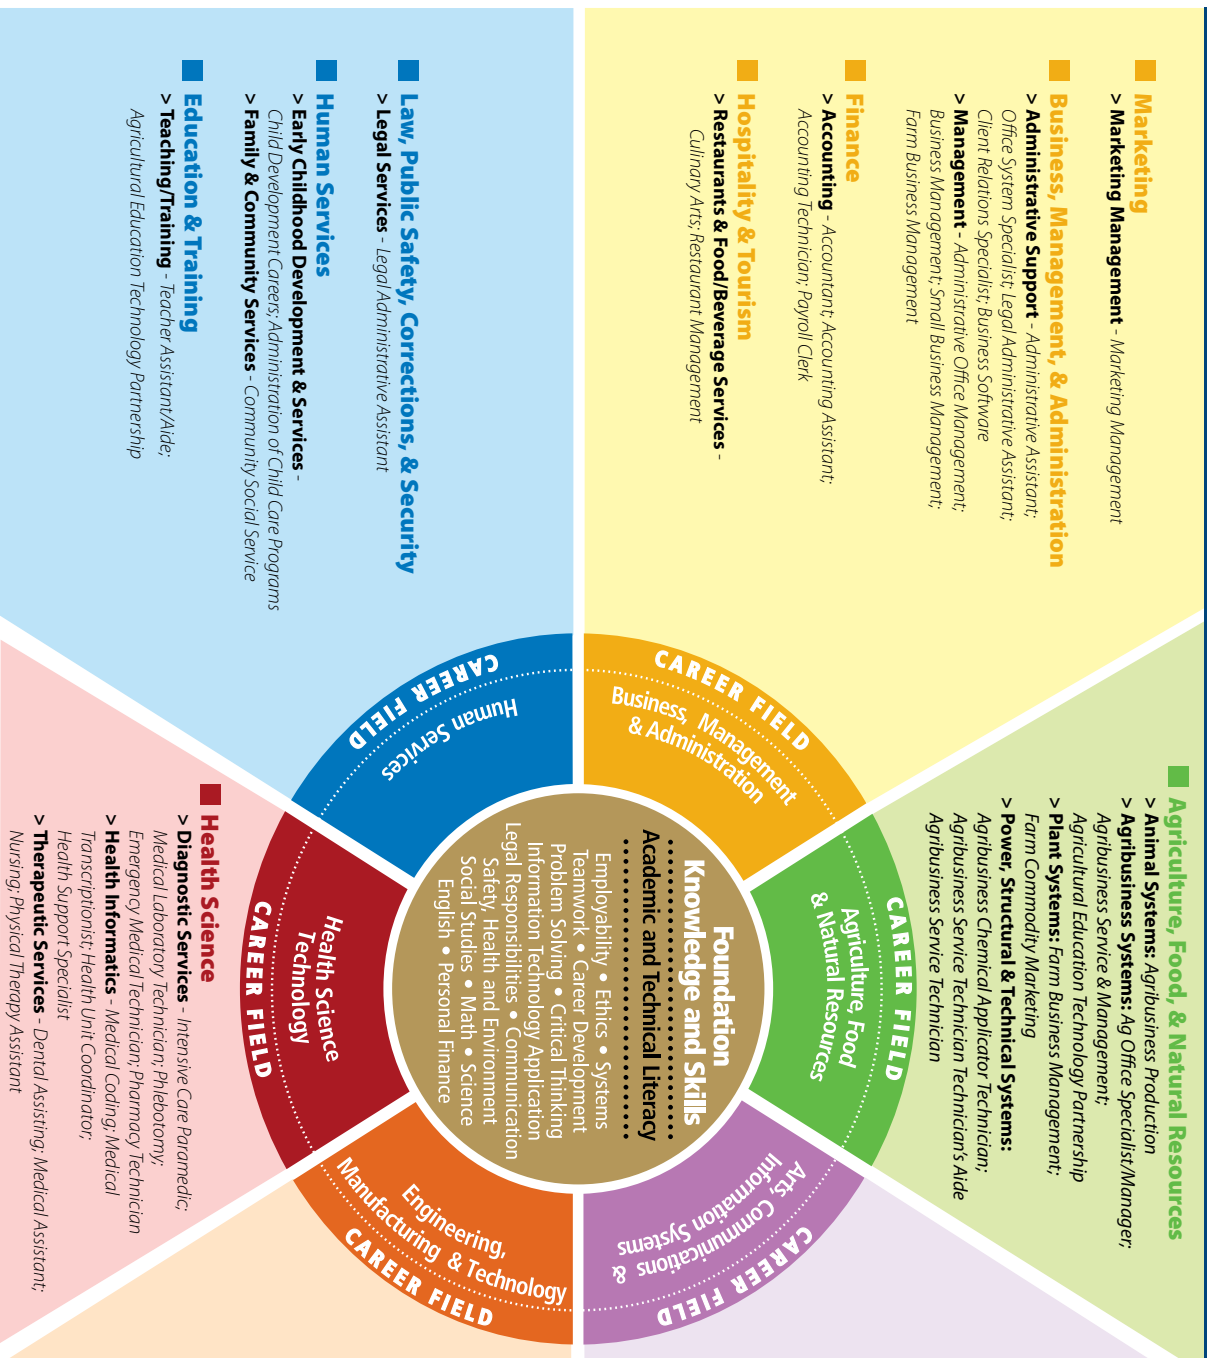 Marketing
> Marketing Management - Marketing Management
Business, Management, & Administration
> Administrative Support - Administrative Assistant;
Office System Specialist; Legal Administrative Assistant;
Client Relations Specialist; Business Software
> Management - Administrative Office Management;
Business Management; Small Business Management;
Farm Business Management
Finance
> Accounting - Accountant; Accounting Assistant;
Accounting Technician; Payroll Clerk
Hospitality & Tourism
> Restaurants & Food/Beverage Services -
Culinary Arts; Restaurant Management
Law, Public Safety, Corrections, & Security
> Legal Services - Legal Administrative Assistant
Human Services
> Early Childhood Development & Services -
Child Development Careers; Administration of Child Care Programs
> Family & Community Services - Community Social Service
Education & Training
> Teaching/Training - Teacher Assistant/Aide;
Agricultural Education Technology Partnership
Agriculture, Food, & Natural Resources
> Animal Systems: Agribusiness Production
> Agribusiness Systems: Ag Office Specialist/Manager;
Agribusiness Service & Management;
Agricultural Education Technology Partnership
> Plant Systems: Farm Business Management;
Farm Commodity Marketing
> Power, Structural & Technical Systems:
Agribusiness Chemical Applicator Technician;
Agribusiness Service Technician Technician's Aide
Agribusiness Service Technician
Health Science
> Diagnostic Services - Intensive Care Paramedic;
Medical Laboratory Technician; Phlebotomy;
Emergency Medical Technician; Pharmacy Technician
> Health Informatics - Medical Coding; Medical
Transcriptionist; Health Unit Coordinator;
Health Support Specialist
> Therapeutic Services - Dental Assisting; Medical Assistant;
Nursing; Physical Therapy Assistant
CAREER FIELD
Business, Management
& Administration
CAREER FIELD
Agriculture, Food
& Natural Resources
CAREER FIELD
Arts, Communications &
Information Systems
CAREER FIELD
Engineering,
Manufacturing & Technology
CAREER FIELD
Health Science
Technology
CAREER FIELD
Human Services
Foundation
Knowledge and Skills
Academic and Technical Literacy
Employability • Ethics • Systems
Teamwork • Career Development
Problem Solving • Critical Thinking
Information Technology Application
Legal Responsibilities • Communication
Safety, Health and Environment
Social Studies • Math • Science
English • Personal Finance